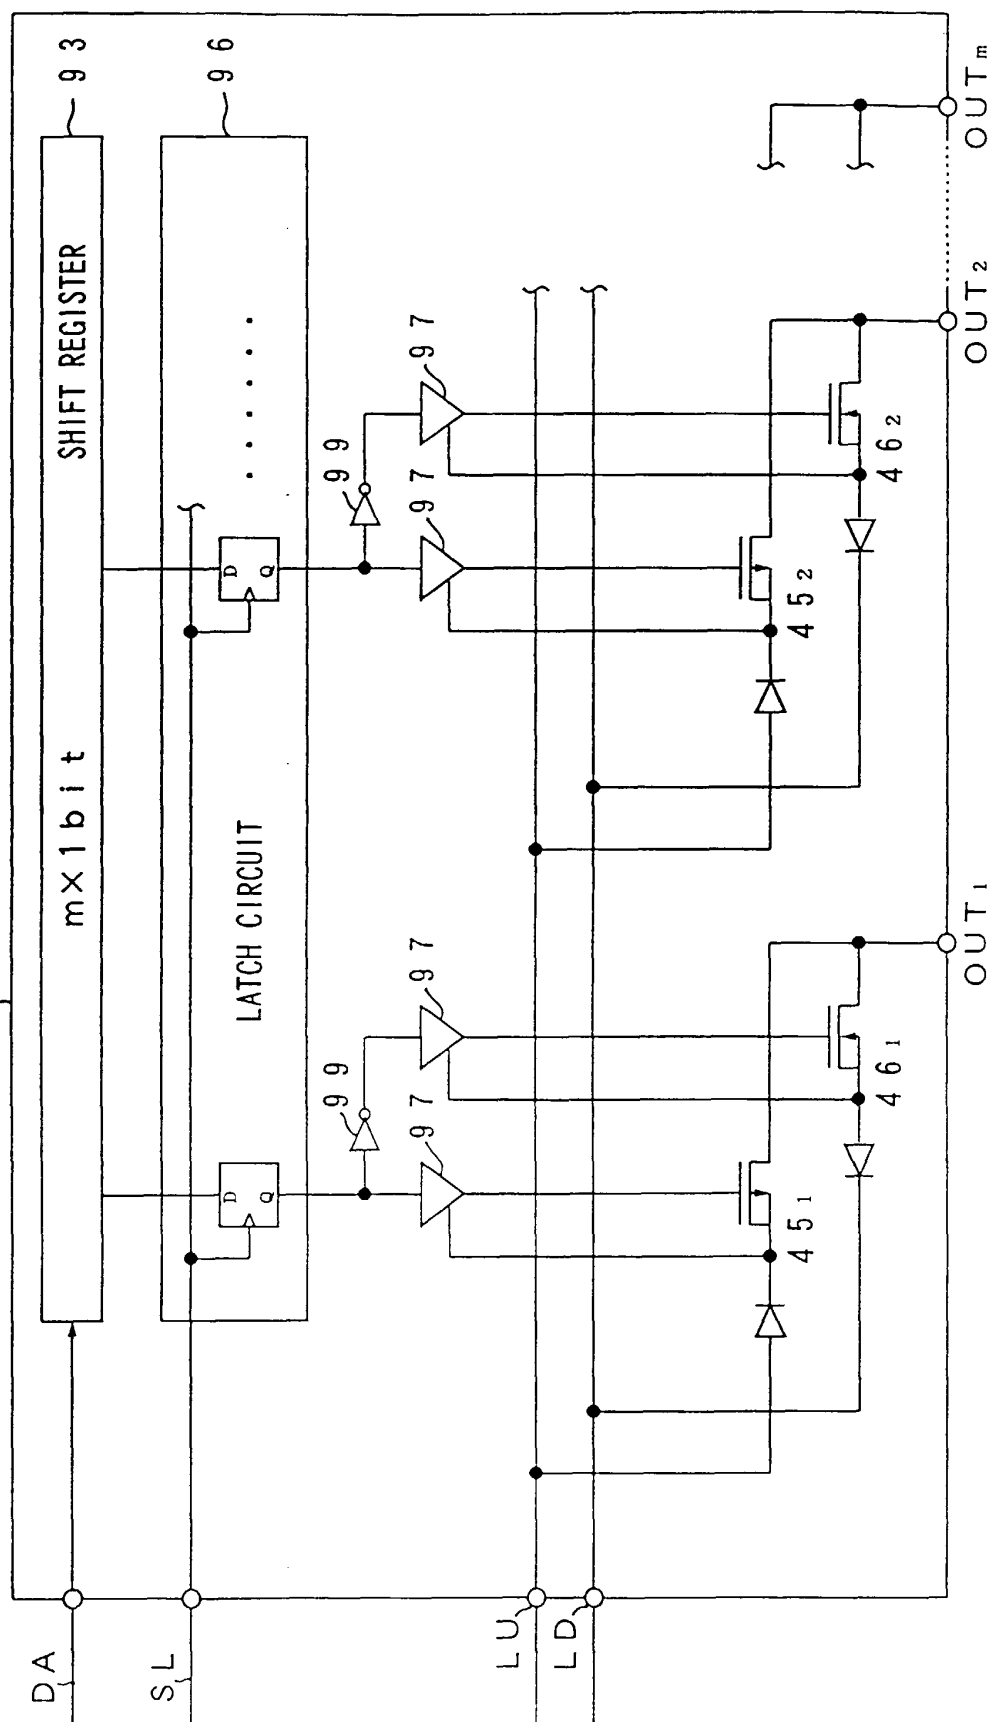 DA
SL
LU
LD
m×1bit SHIFT REGISTER
93
LATCH CIRCUIT
96
D
Q
D
Q
99
97
97
99
97
97
45₁
46₁
45₂
46₂
OUT₁
OUT₂
OUTm